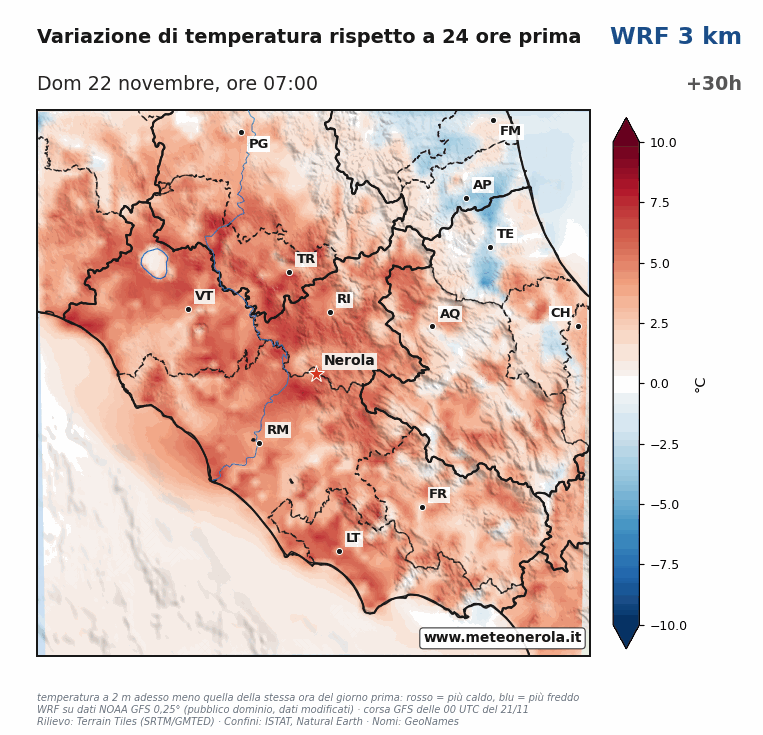 Variazione di temperatura rispetto a 24 ore prima
WRF 3 km
Dom 22 novembre, ore 07:00
+30h
PG
FM
AP
TE
TR
VT
RI
AQ
CH
Nerola
RM
FR
LT
www.meteonerola.it
10.0
7.5
5.0
2.5
0.0
−2.5
−5.0
−7.5
−10.0
°C
temperatura a 2 m adesso meno quella della stessa ora del giorno prima: rosso = più caldo, blu = più freddo
WRF su dati NOAA GFS 0,25° (pubblico dominio, dati modificati) · corsa GFS delle 00 UTC del 21/11
Rilievo: Terrain Tiles (SRTM/GMTED) · Confini: ISTAT, Natural Earth · Nomi: GeoNames